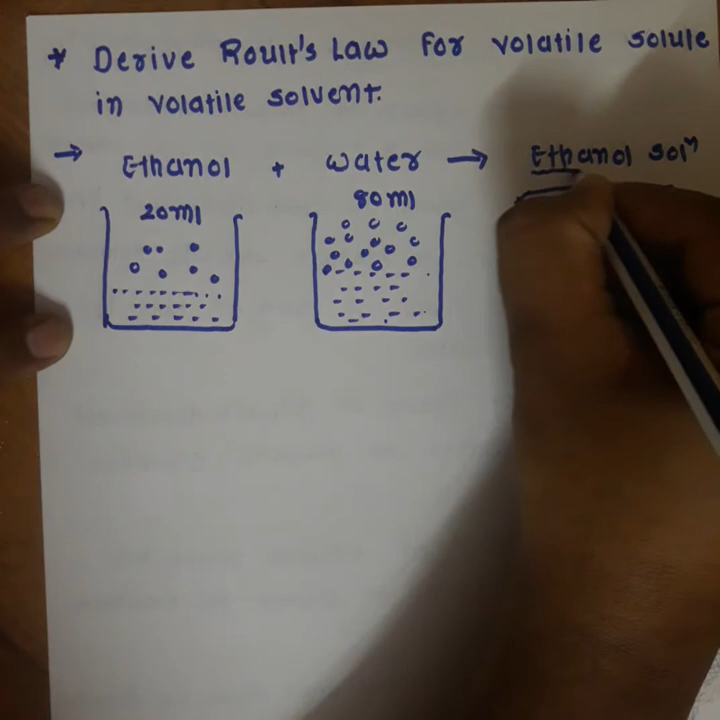 * Derive Roult's Law For volatile solute
in volatile solvent.
→ Ethanol + water → Ethanol solⁿ
20ml 80ml